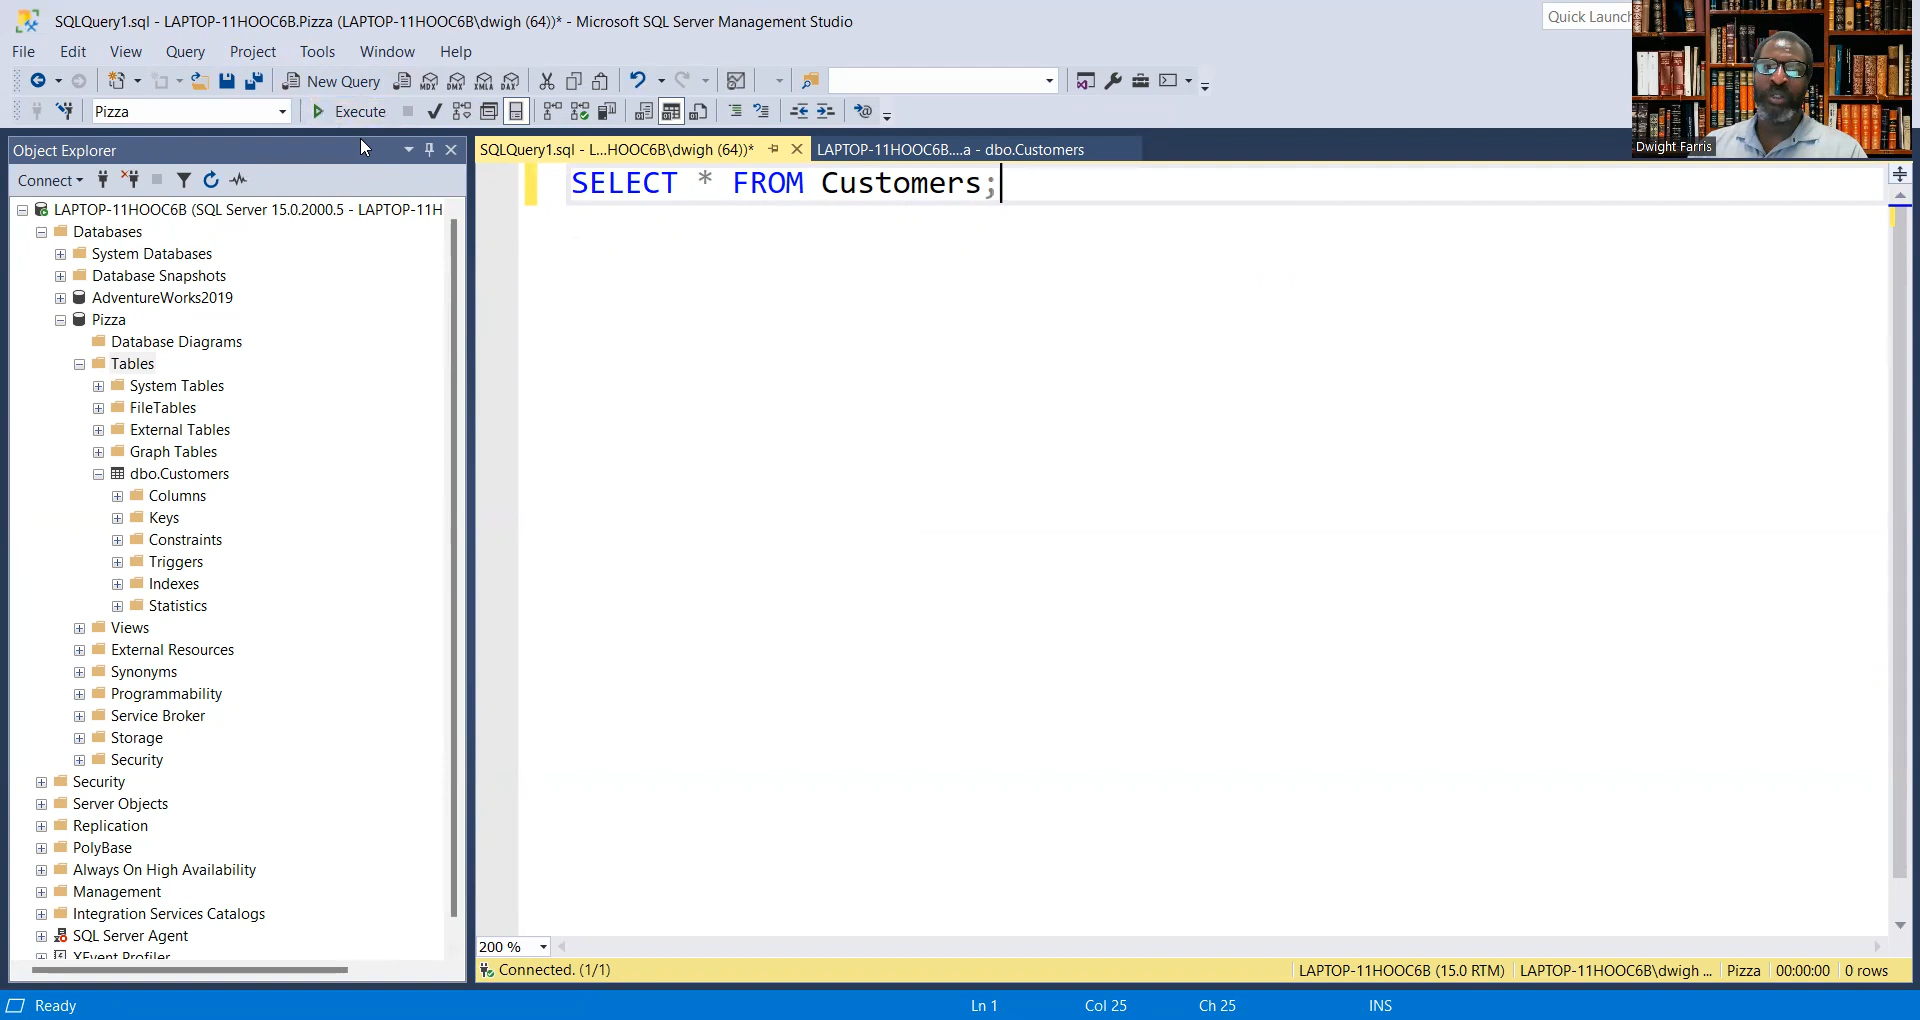 SQLQuery1.sql - LAPTOP-11HOOC6B.Pizza (LAPTOP-11HOOC6B\dwigh (64))* - Microsoft SQL Server Management Studio
Quick Launch
File Edit View Query Project Tools Window Help
New Query
MDX DMX XMLA DAX
Pizza
Execute
Dwight Farris
Object Explorer
SQLQuery1.sql - L...HOOC6B\dwigh (64))*
LAPTOP-11HOOC6B....a - dbo.Customers
Connect
SELECT * FROM Customers;
LAPTOP-11HOOC6B (SQL Server 15.0.2000.5 - LAPTOP-11H
Databases
System Databases
Database Snapshots
AdventureWorks2019
Pizza
Database Diagrams
Tables
System Tables
FileTables
External Tables
Graph Tables
dbo.Customers
Columns
Keys
Constraints
Triggers
Indexes
Statistics
Views
External Resources
Synonyms
Programmability
Service Broker
Storage
Security
Security
Server Objects
Replication
PolyBase
Always On High Availability
Management
Integration Services Catalogs
SQL Server Agent
XEvent Profiler
200 %
Connected. (1/1)
LAPTOP-11HOOC6B (15.0 RTM)
LAPTOP-11HOOC6B\dwigh ...
Pizza
00:00:00
0 rows
Ready
Ln 1
Col 25
Ch 25
INS